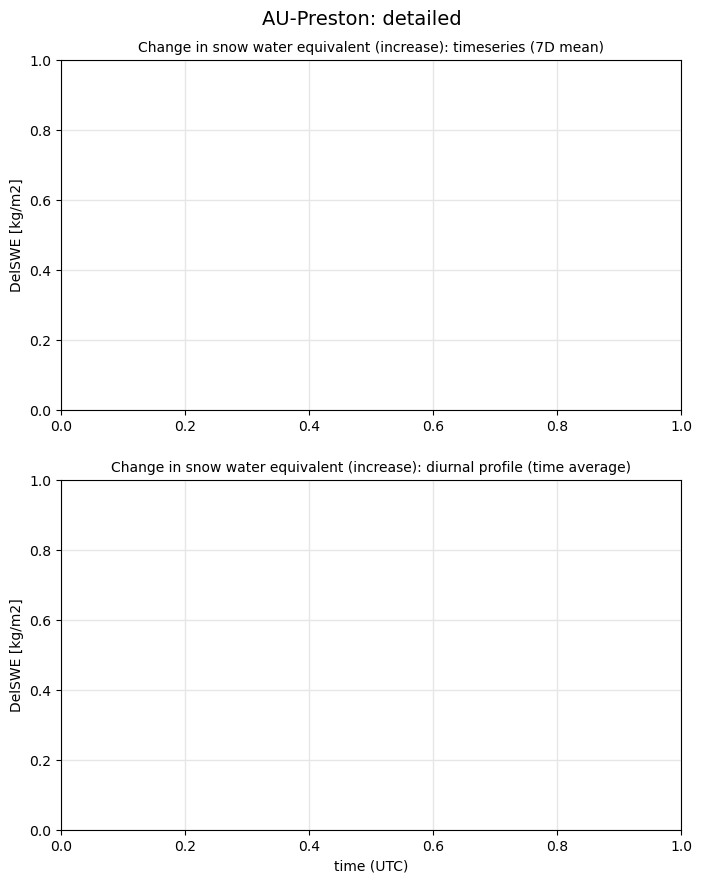 AU-Preston: detailed
Change in snow water equivalent (increase): timeseries (7D mean)
1.0
0.8
0.6
0.4
0.2
0.0
DelSWE [kg/m2]
0.0 0.2 0.4 0.6 0.8 1.0
Change in snow water equivalent (increase): diurnal profile (time average)
1.0
0.8
0.6
0.4
0.2
0.0
DelSWE [kg/m2]
0.0 0.2 0.4 0.6 0.8 1.0
time (UTC)